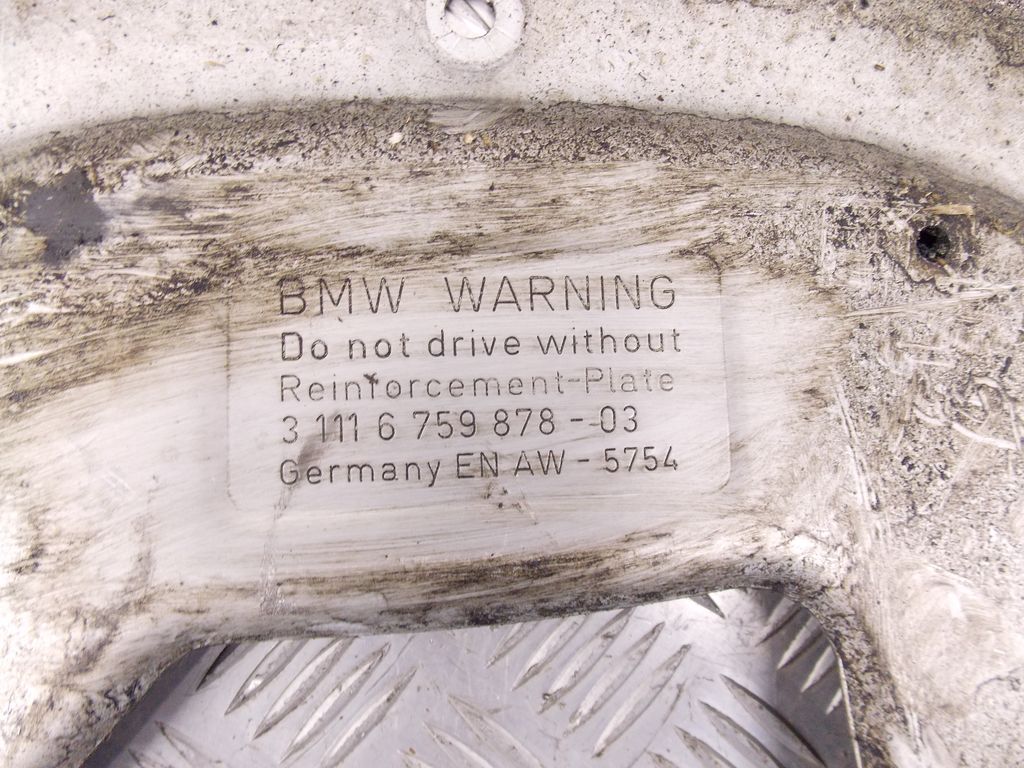 BMW WARNING
Do not drive without
Reinforcement-Plate
3 111 6 759 878 - 03
Germany EN AW - 5754